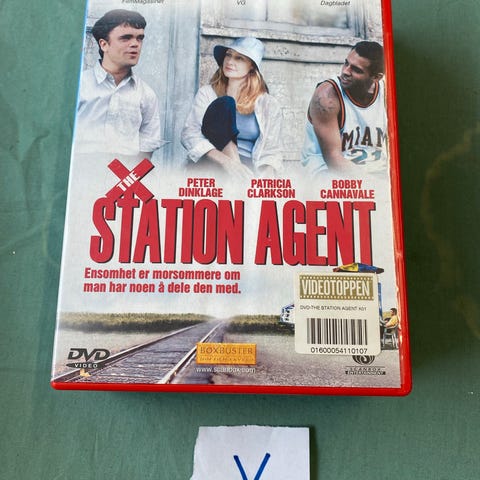 FilmMagasinet
VG
Dagbladet
MIAMI
21
PETER DINKLAGE
PATRICIA CLARKSON
BOBBY CANNAVALE
THE
STATION AGENT
Ensomhet er morsommere om
man har noen å dele den med.
VIDEOTOPPEN
DVD-THE STATION AGENT K01
01600054110107
DVD
VIDEO
BOXBUSTER
www.scanbox.com
SCANBOX
ENTERTAINMENT
Y